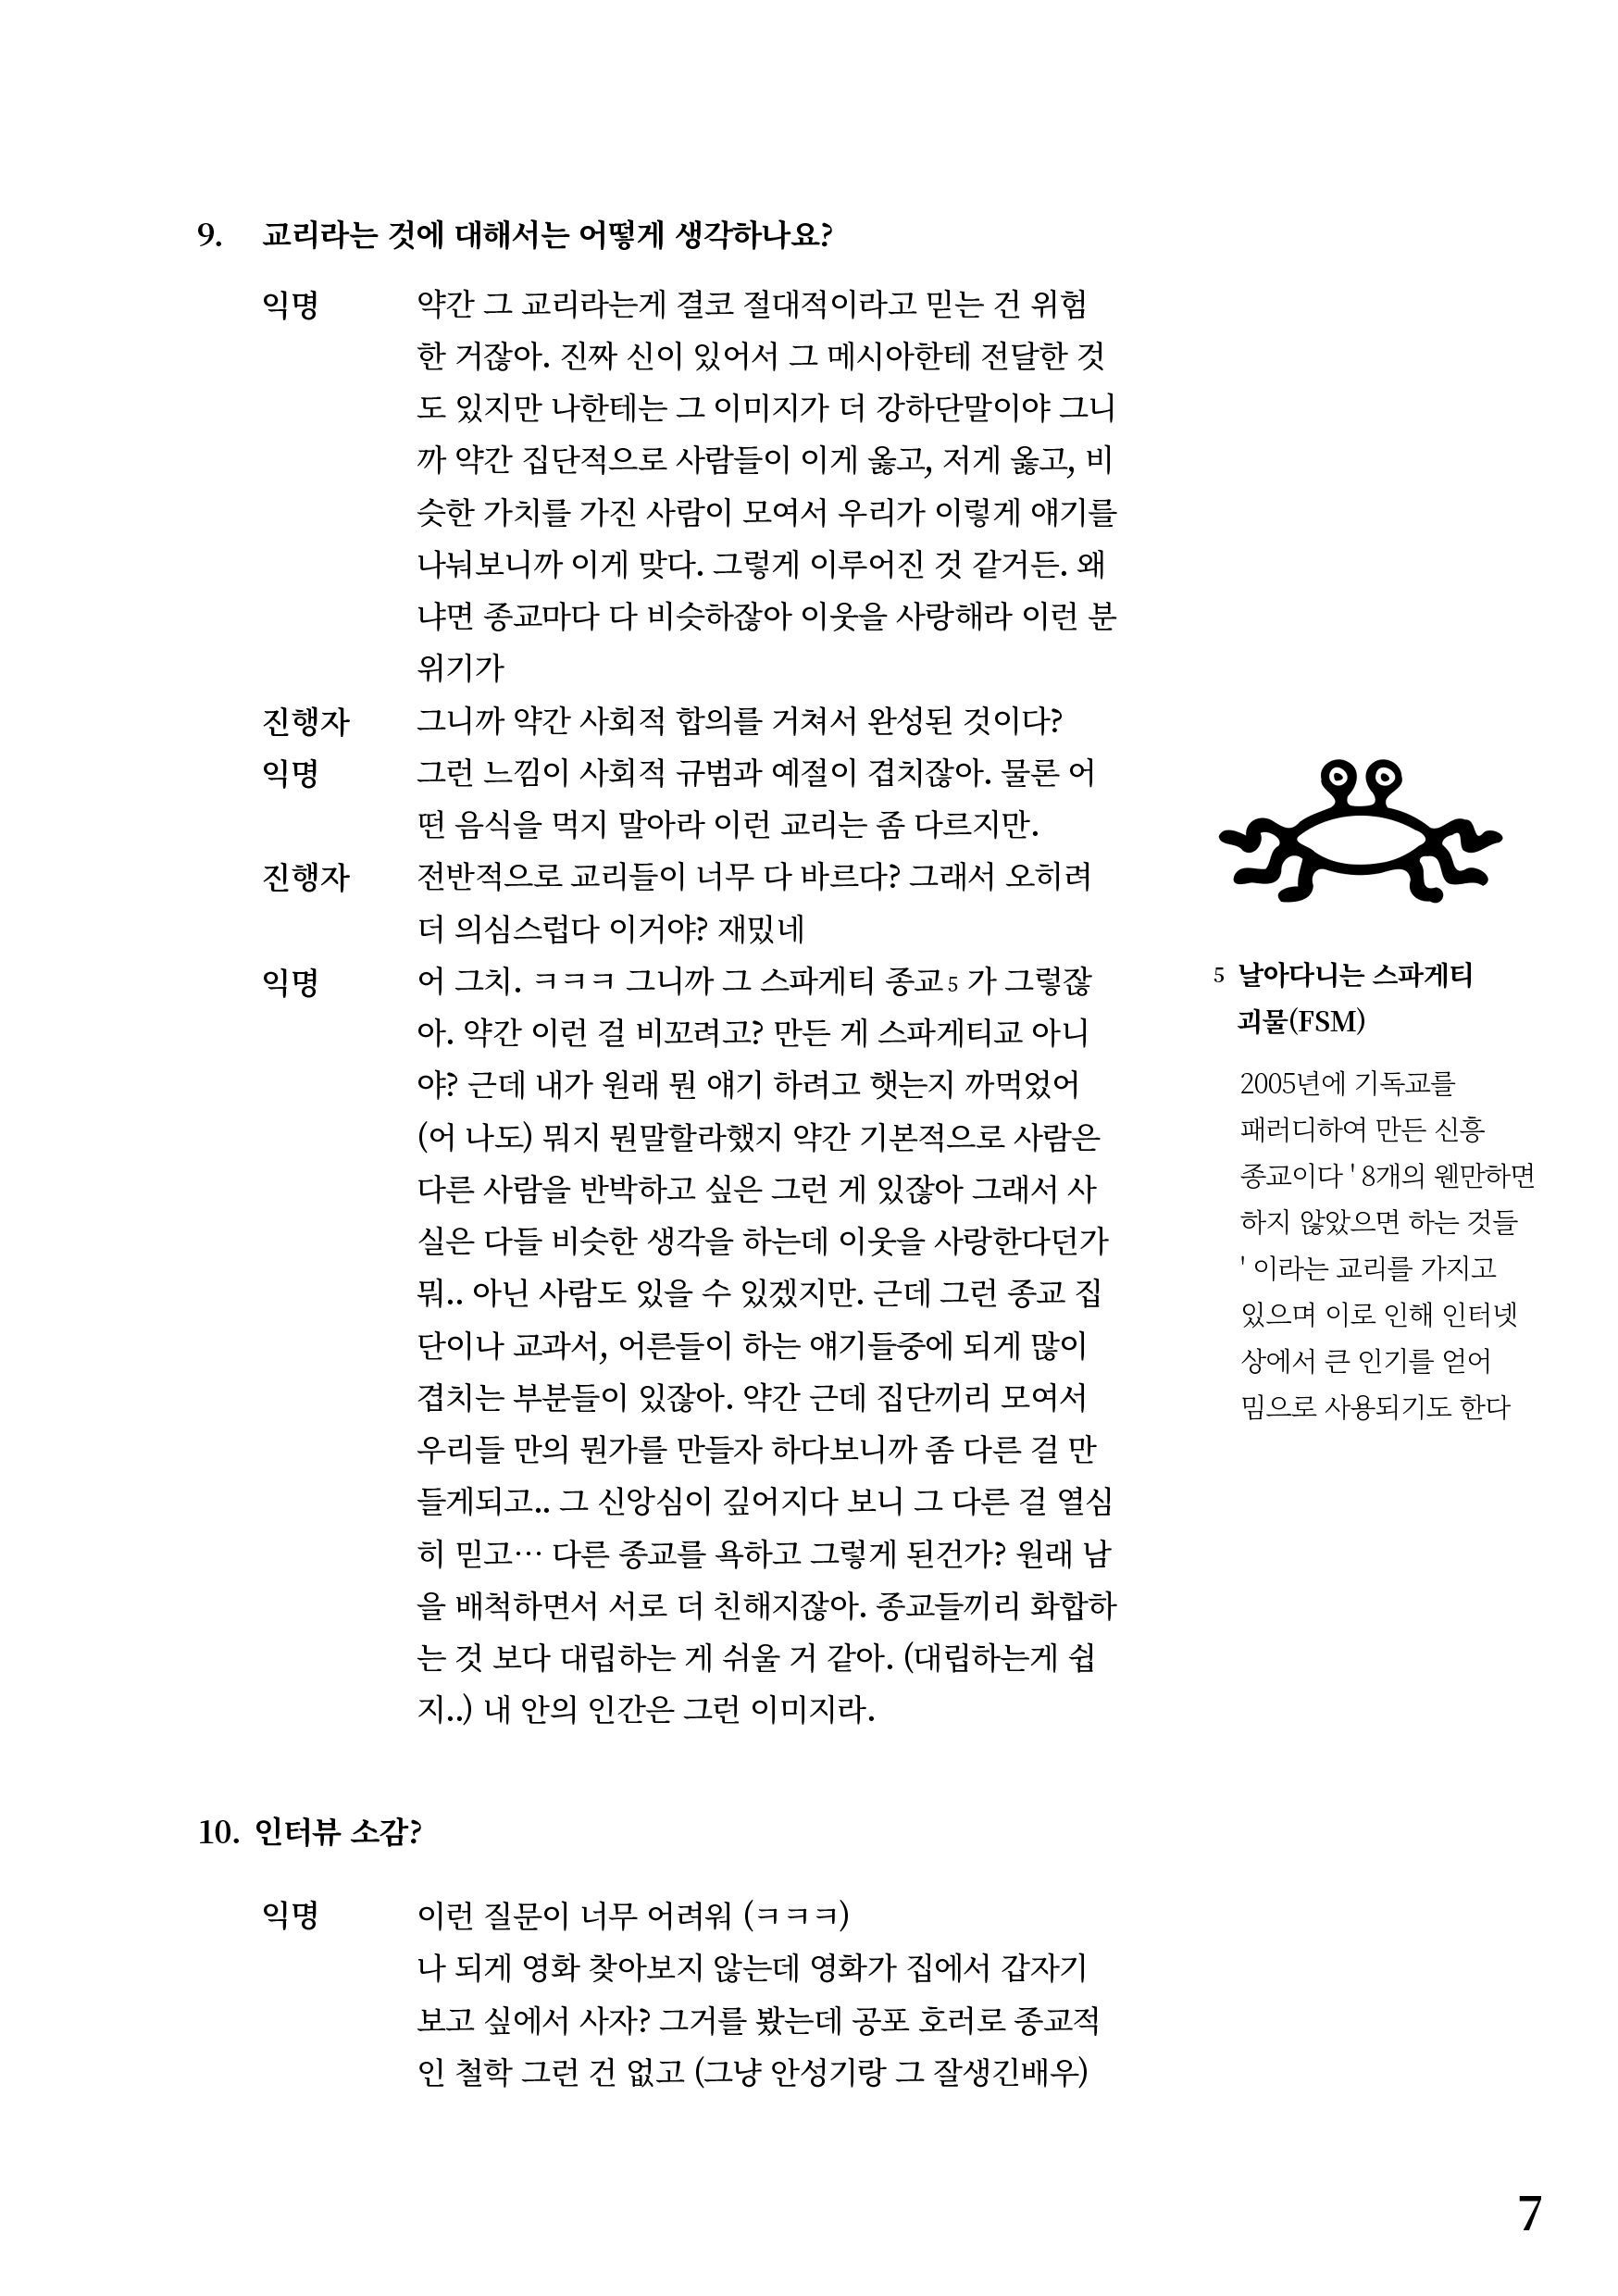 9. 교리라는 것에 대해서는 어떻게 생각하나요?
익명 약간 그 교리라는게 결코 절대적이라고 믿는 건 위험
한 거잖아. 진짜 신이 있어서 그 메시아한테 전달한 것
도 있지만 나한테는 그 이미지가 더 강하단말이야 그니
까 약간 집단적으로 사람들이 이게 옳고, 저게 옳고, 비
슷한 가치를 가진 사람이 모여서 우리가 이렇게 얘기를
나눠보니까 이게 맞다. 그렇게 이루어진 것 같거든. 왜
냐면 종교마다 다 비슷하잖아 이웃을 사랑해라 이런 분
위기가
진행자 그니까 약간 사회적 합의를 거쳐서 완성된 것이다?
익명 그런 느낌이 사회적 규범과 예절이 겹치잖아. 물론 어
떤 음식을 먹지 말아라 이런 교리는 좀 다르지만.
진행자 전반적으로 교리들이 너무 다 바르다? 그래서 오히려
더 의심스럽다 이거야? 재밌네
익명 어 그치. ㅋㅋㅋ 그니까 그 스파게티 종교5 가 그렇잖
아. 약간 이런 걸 비꼬려고? 만든 게 스파게티교 아니
야? 근데 내가 원래 뭔 얘기 하려고 햇는지 까먹었어
(어 나도) 뭐지 뭔말할라했지 약간 기본적으로 사람은
다른 사람을 반박하고 싶은 그런 게 있잖아 그래서 사
실은 다들 비슷한 생각을 하는데 이웃을 사랑한다던가
뭐.. 아닌 사람도 있을 수 있겠지만. 근데 그런 종교 집
단이나 교과서, 어른들이 하는 얘기들중에 되게 많이
겹치는 부분들이 있잖아. 약간 근데 집단끼리 모여서
우리들 만의 뭔가를 만들자 하다보니까 좀 다른 걸 만
들게되고.. 그 신앙심이 깊어지다 보니 그 다른 걸 열심
히 믿고… 다른 종교를 욕하고 그렇게 된건가? 원래 남
을 배척하면서 서로 더 친해지잖아. 종교들끼리 화합하
는 것 보다 대립하는 게 쉬울 거 같아. (대립하는게 쉽
지..) 내 안의 인간은 그런 이미지라.
5 날아다니는 스파게티
괴물(FSM)
2005년에 기독교를
패러디하여 만든 신흥
종교이다 ' 8개의 웬만하면
하지 않았으면 하는 것들
' 이라는 교리를 가지고
있으며 이로 인해 인터넷
상에서 큰 인기를 얻어
밈으로 사용되기도 한다
10. 인터뷰 소감?
익명 이런 질문이 너무 어려워 (ㅋㅋㅋ)
나 되게 영화 찾아보지 않는데 영화가 집에서 갑자기
보고 싶에서 사자? 그거를 봤는데 공포 호러로 종교적
인 철학 그런 건 없고 (그냥 안성기랑 그 잘생긴배우)
7